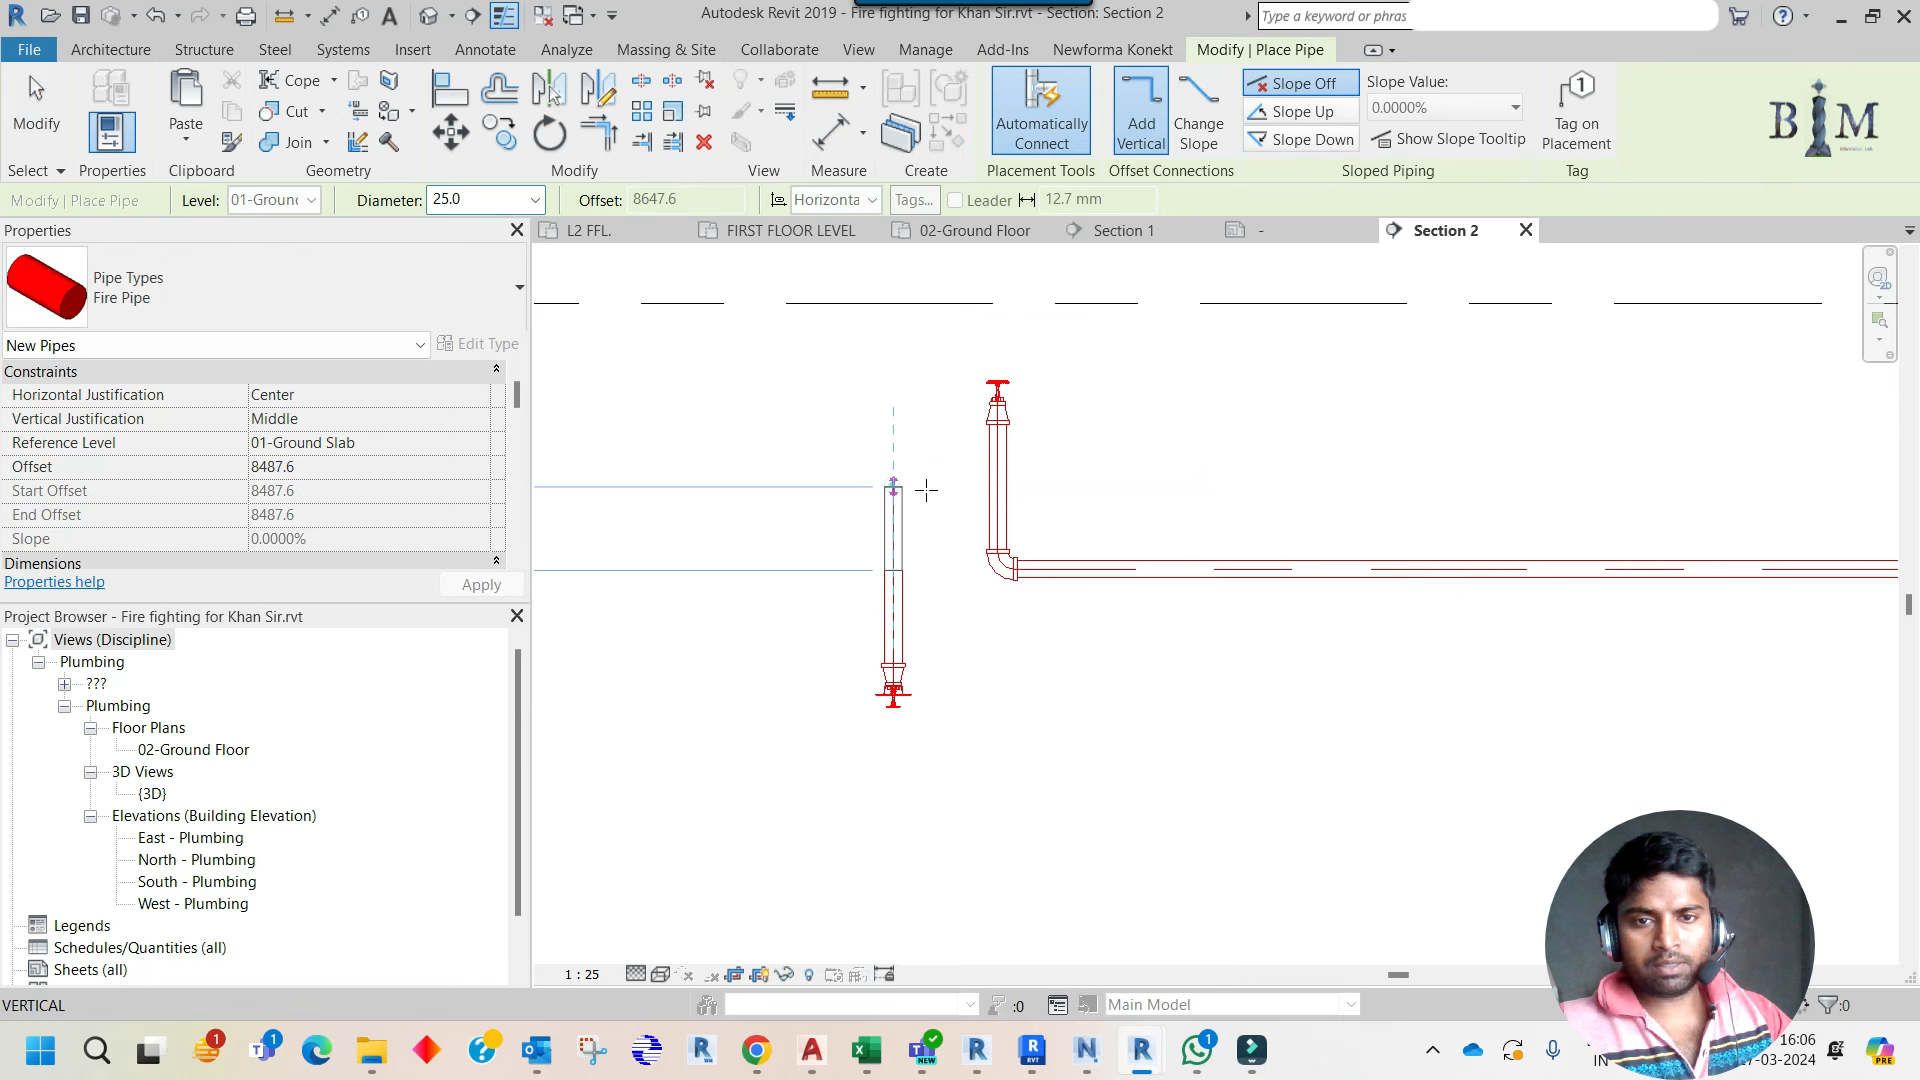 Autodesk Revit 2019 - Fire fighting for Khan Sir.rvt - Section: Section 2
Type a keyword or phras
File Architecture Structure Steel Systems Insert Annotate Analyze Massing & Site Collaborate View Manage Add-Ins Newforma Konekt Modify | Place Pipe
Modify
Paste
Cope
Cut
Join
Automatically Connect
Add Vertical
Change Slope
Slope Off
Slope Up
Slope Down
Slope Value:
0.0000%
Show Slope Tooltip
Tag on Placement
BIM
Select Properties Clipboard Geometry Modify View Measure Create Placement Tools Offset Connections Sloped Piping Tag
Modify | Place Pipe Level: 01-Ground Diameter: 25.0 Offset: 8647.6 Horizonta Tags... Leader 12.7 mm
Properties
L2 FFL. FIRST FLOOR LEVEL 02-Ground Floor Section 1 - Section 2
Pipe Types
Fire Pipe
New Pipes Edit Type
Constraints
Horizontal Justification Center
Vertical Justification Middle
Reference Level 01-Ground Slab
Offset 8487.6
Start Offset 8487.6
End Offset 8487.6
Slope 0.0000%
Dimensions
Properties help Apply
Project Browser - Fire fighting for Khan Sir.rvt
Views (Discipline)
Plumbing
???
Plumbing
Floor Plans
02-Ground Floor
3D Views
{3D}
Elevations (Building Elevation)
East - Plumbing
North - Plumbing
South - Plumbing
West - Plumbing
Legends
Schedules/Quantities (all)
Sheets (all)
1 : 25
VERTICAL :0 Main Model :0
16:06
IN
-03-2024